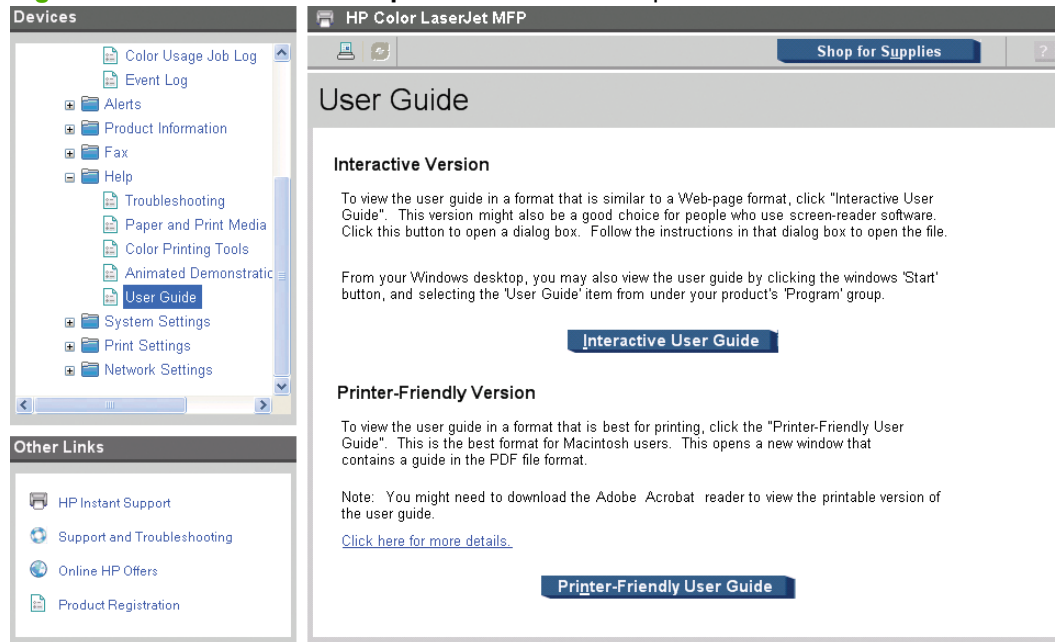 Devices
Color Usage Job Log
Event Log
Alerts
Product Information
Fax
Help
Troubleshooting
Paper and Print Media
Color Printing Tools
Animated Demonstratic
User Guide
System Settings
Print Settings
Network Settings
Other Links
HP Instant Support
Support and Troubleshooting
Online HP Offers
Product Registration
HP Color LaserJet MFP
Shop for Supplies
?
User Guide
Interactive Version
To view the user guide in a format that is similar to a Web-page format, click "Interactive User
Guide". This version might also be a good choice for people who use screen-reader software.
Click this button to open a dialog box. Follow the instructions in that dialog box to open the file.
From your Windows desktop, you may also view the user guide by clicking the windows 'Start'
button, and selecting the 'User Guide' item from under your product's 'Program' group.
Interactive User Guide
Printer-Friendly Version
To view the user guide in a format that is best for printing, click the "Printer-Friendly User
Guide". This is the best format for Macintosh users. This opens a new window that
contains a guide in the PDF file format.
Note: You might need to download the Adobe Acrobat reader to view the printable version of
the user guide.
Click here for more details.
Printer-Friendly User Guide